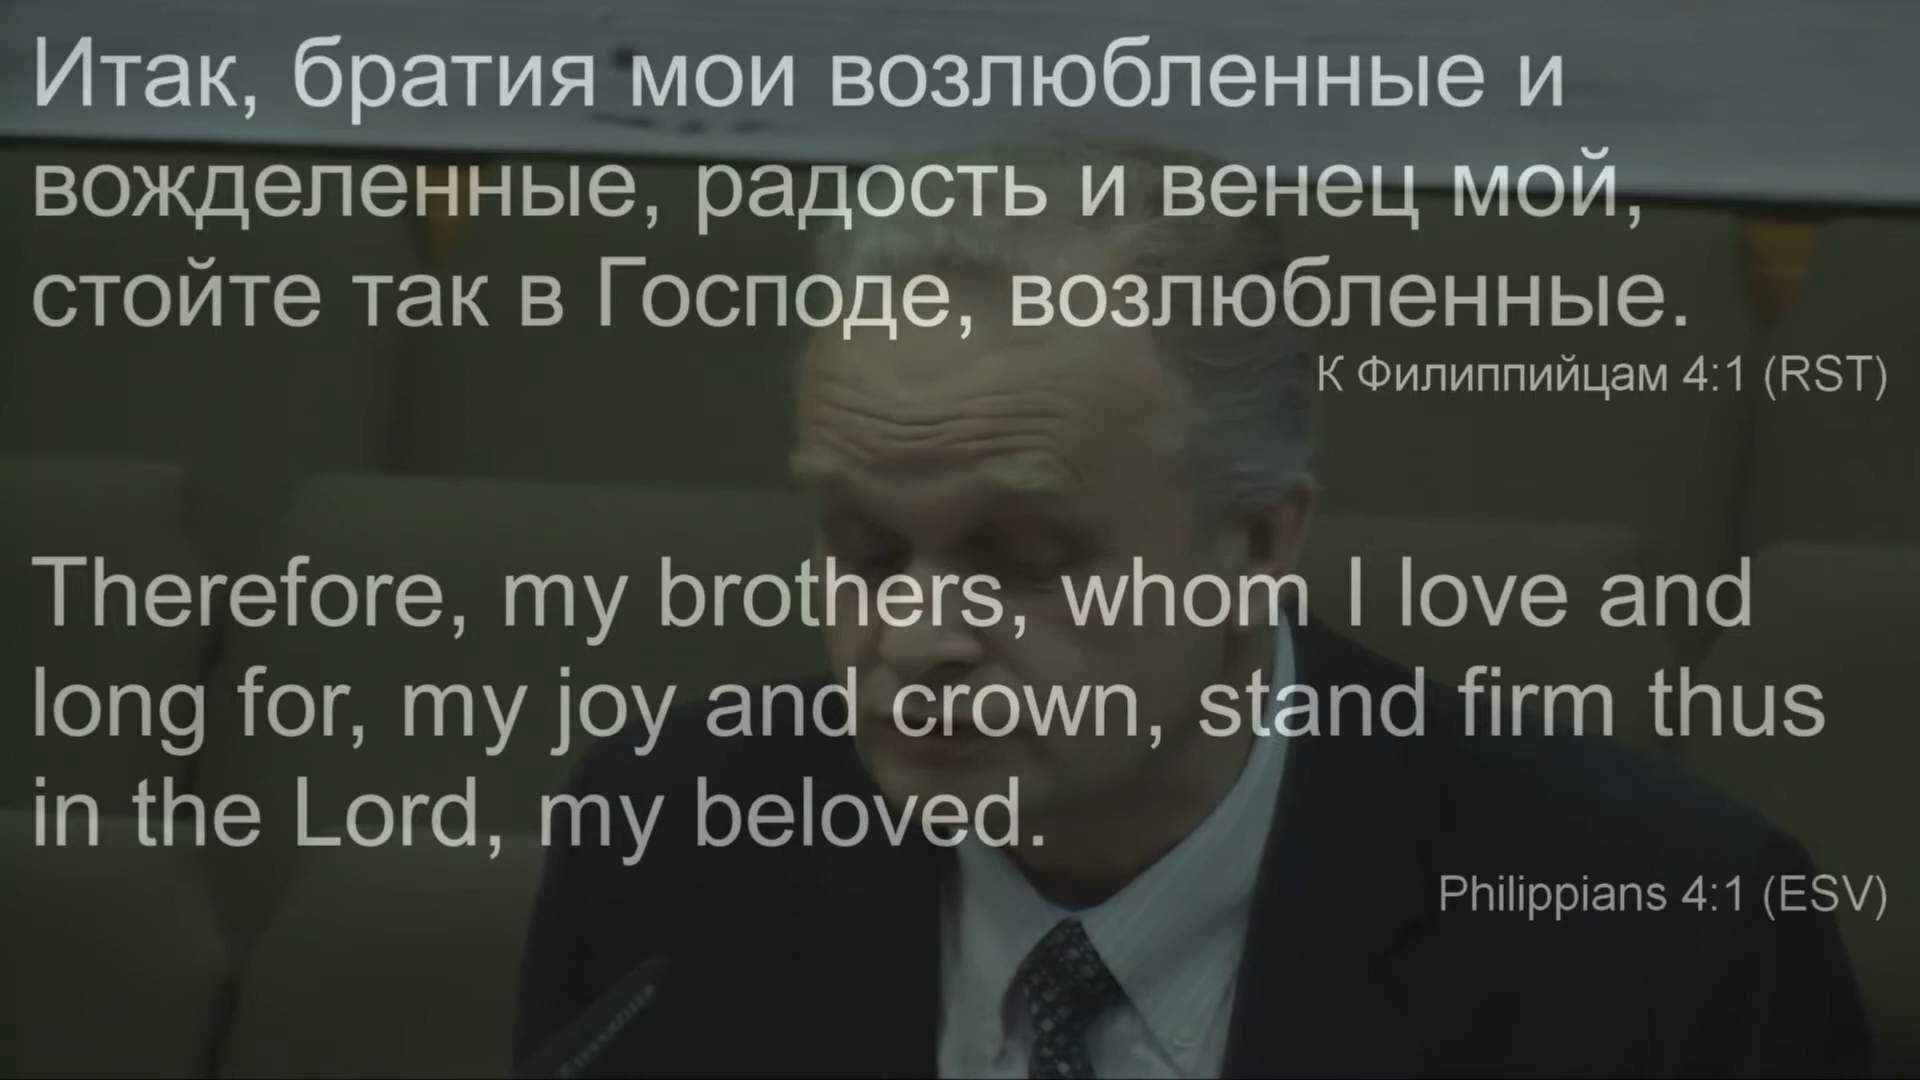 Итак, братия мои возлюбленные и
вожделенные, радость и венец мой,
стойте так в Господе, возлюбленные.
К Филиппийцам 4:1 (RST)
Therefore, my brothers, whom I love and
long for, my joy and crown, stand firm thus
in the Lord, my beloved.
Philippians 4:1 (ESV)